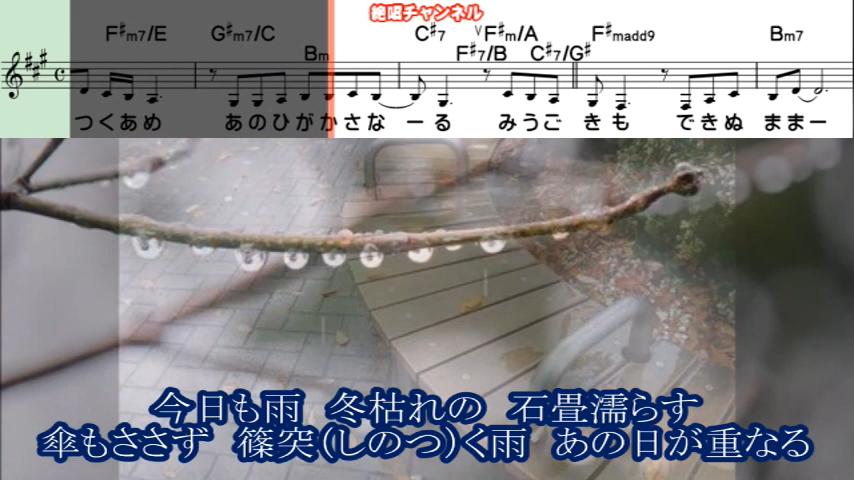 絶唱チャンネル
F♯m7/E G♯m7/C Bm C♯7 F♯7/B F♯m/A C♯7/G♯ F♯madd9 Bm7
つくあめ あのひがかさなーる みうごきも できぬ ままー
今日も雨 冬枯れの 石畳濡らす
傘もささず 篠突(しのつ)く雨 あの日が重なる